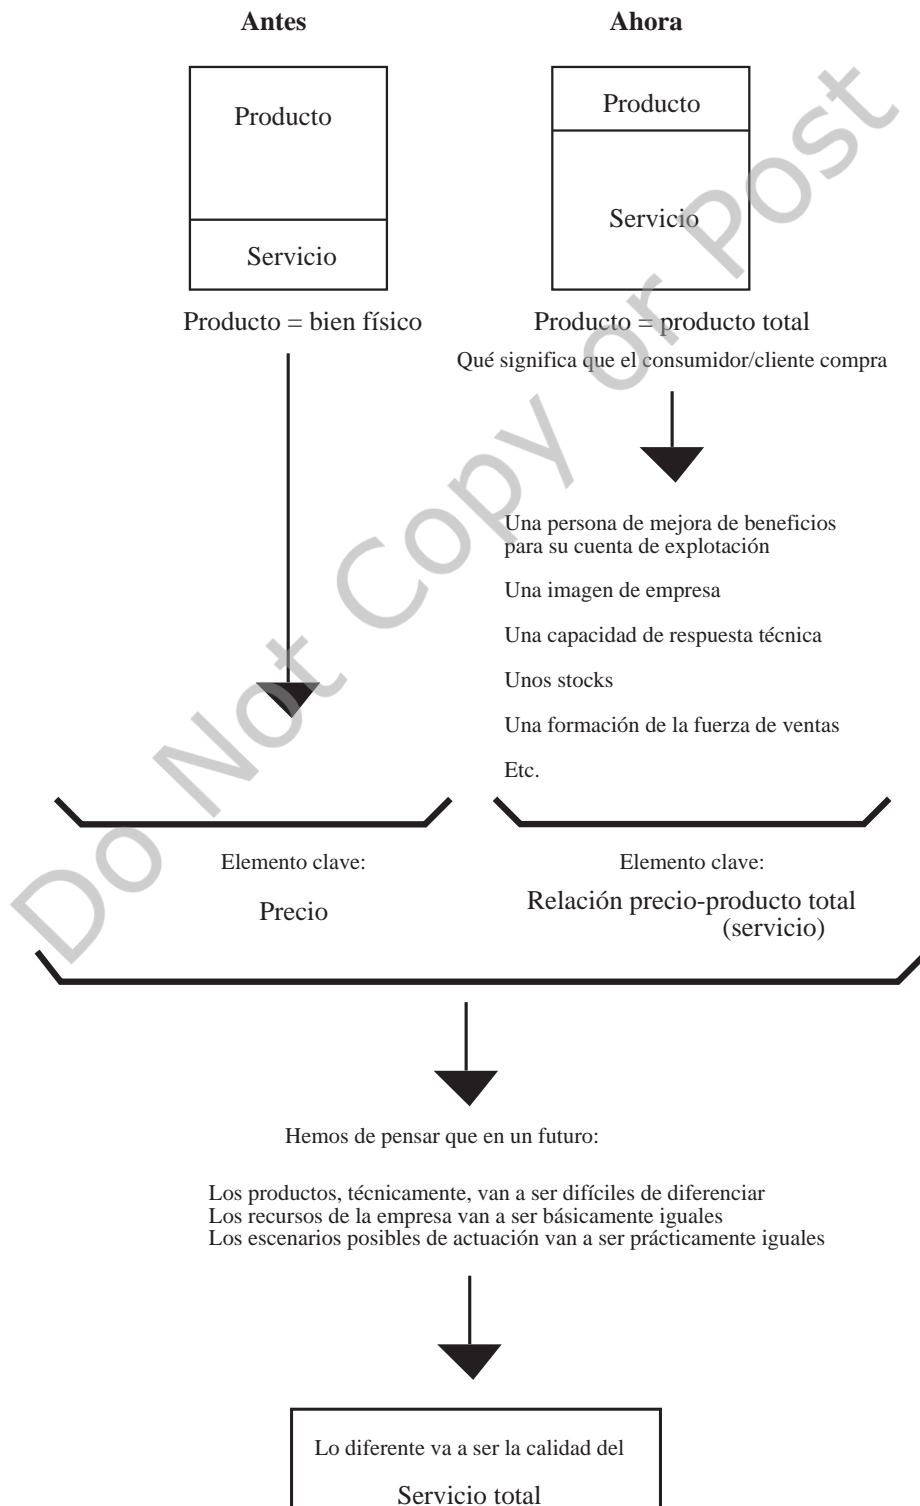 Antes
Producto
Servicio
Producto = bien físico
Ahora
Producto
Servicio
Producto = producto total
Qué significa que el consumidor/cliente compra
Una persona de mejora de beneficios
para su cuenta de explotación
Una imagen de empresa
Una capacidad de respuesta técnica
Unos stocks
Una formación de la fuerza de ventas
Etc.
Elemento clave:
Precio
Elemento clave:
Relación precio-producto total
(servicio)
Hemos de pensar que en un futuro:
Los productos, técnicamente, van a ser difíciles de diferenciar
Los recursos de la empresa van a ser básicamente iguales
Los escenarios posibles de actuación van a ser prácticamente iguales
Lo diferente va a ser la calidad del
Servicio total
Do Not Copy or Post